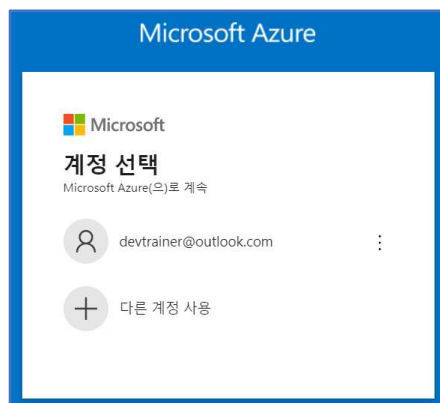 Microsoft Azure
Microsoft
계정 선택
Microsoft Azure(으)로 계속
devtrainer@outlook.com
다른 계정 사용